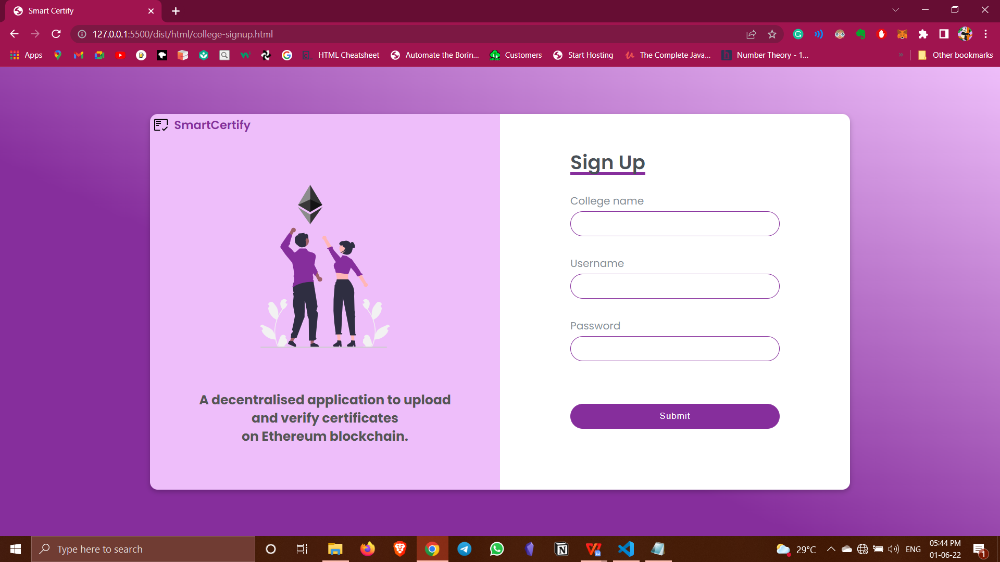 Smart Certify
127.0.0.1:5500/dist/html/college-signup.html
Apps
HTML Cheatsheet
Automate the Borin...
Customers
Start Hosting
The Complete Java...
Number Theory - 1...
Other bookmarks
SmartCertify
A decentralised application to upload
and verify certificates
on Ethereum blockchain.
Sign Up
College name
Username
Password
Submit
Type here to search
29°C
ENG
05:44 PM
01-06-22
1